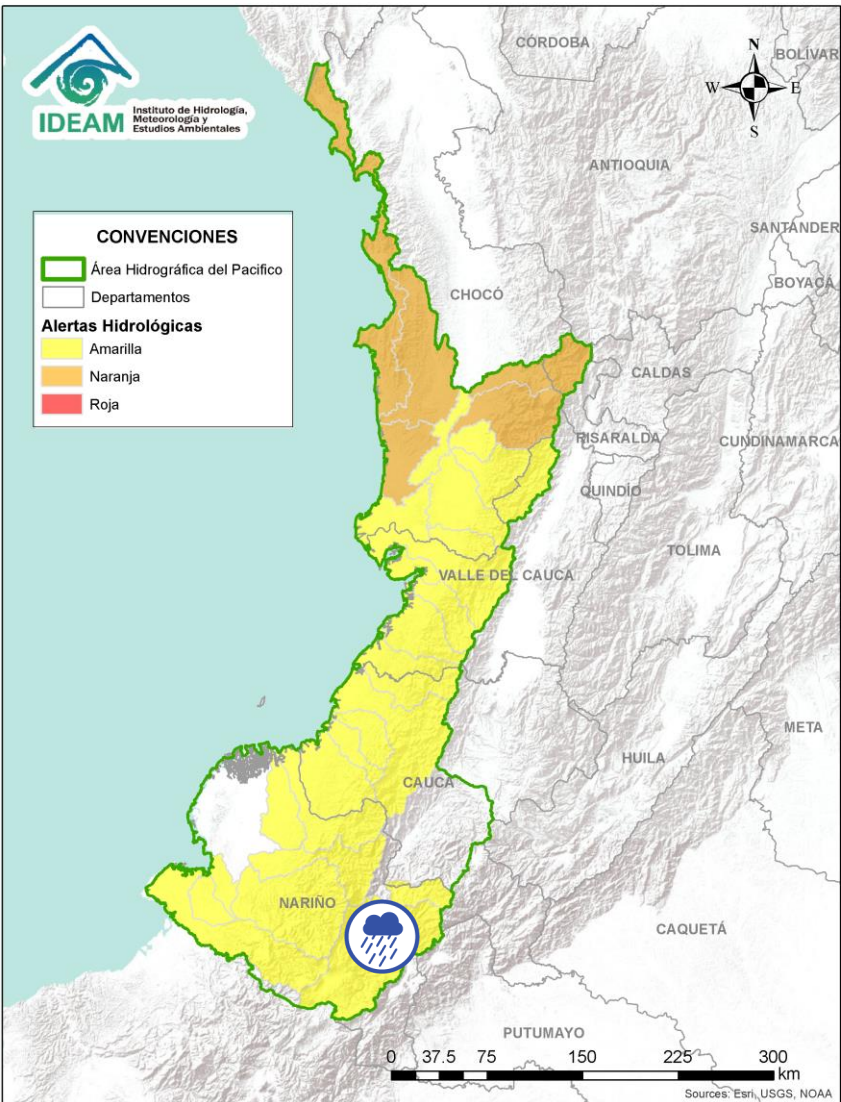 IDEAM
Instituto de Hidrología,
Meteorología y
Estudios Ambientales
N
W
E
S
CÓRDOBA
BOLIVAR
ANTIOQUIA
SANTANDER
BOYACÁ
CHOCÓ
CALDAS
RISARALDA
CUNDINAMARCA
QUINDÍO
TOLIMA
VALLE DEL CAUCA
META
HUILA
CAUCA
NARIÑO
CAQUETÁ
PUTUMAYO
CONVENCIONES
Área Hidrográfica del Pacifico
Departamentos
Alertas Hidrológicas
Amarilla
Naranja
Roja
0 37.5 75 150 225 300
km
Sources: Esri, USGS, NOAA